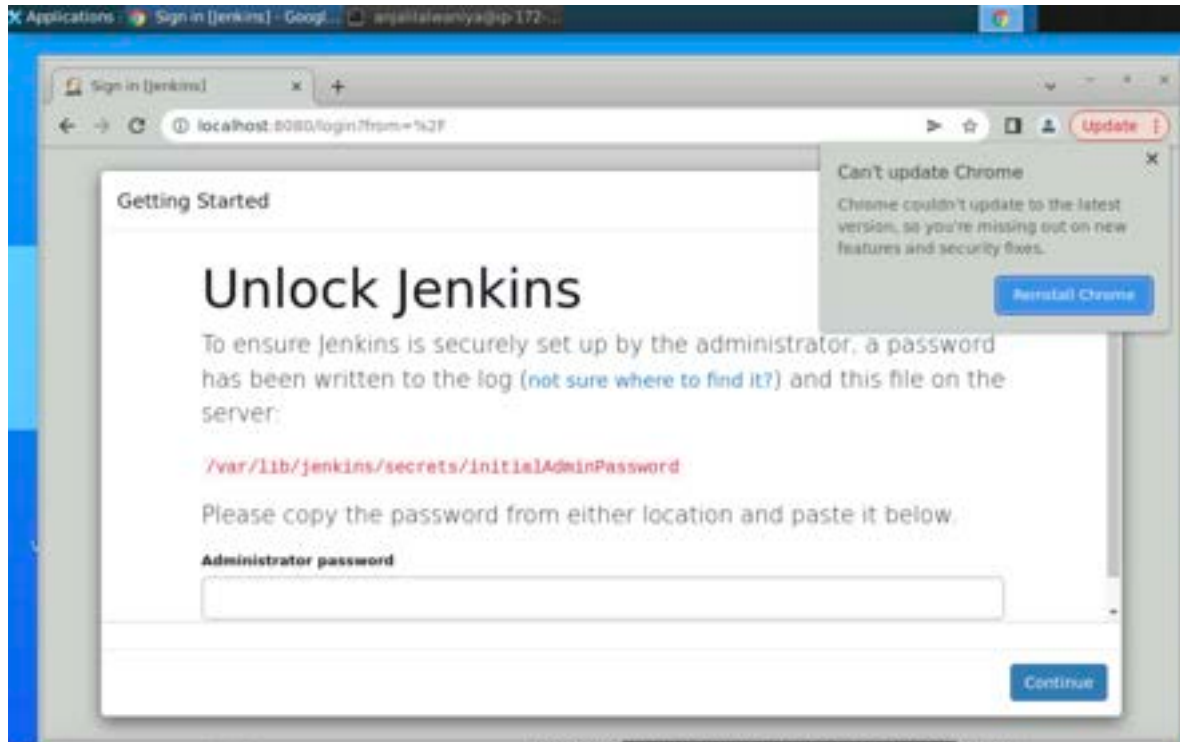 Applications
Sign in [Jenkins] - Googl...
Sign in [Jenkins]
localhost:8080/login?from=%2F
Update
Can't update Chrome
Chrome couldn't update to the latest
version, so you're missing out on new
features and security fixes.
Reinstall Chrome
Getting Started
Unlock Jenkins
To ensure Jenkins is securely set up by the administrator, a password
has been written to the log (not sure where to find it?) and this file on the
server:
/var/lib/jenkins/secrets/initialAdminPassword
Please copy the password from either location and paste it below.
Administrator password
Continue